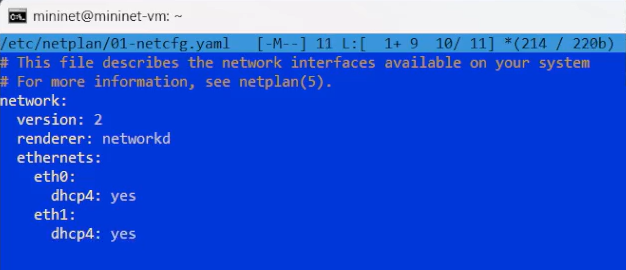 mininet@mininet-vm: ~
/etc/netplan/01-netcfg.yaml   [-M--] 11 L:[  1+ 9  10/ 11] *(214 / 220b)
# This file describes the network interfaces available on your system
# For more information, see netplan(5).
network:
  version: 2
  renderer: networkd
  ethernets:
    eth0:
      dhcp4: yes
    eth1:
      dhcp4: yes